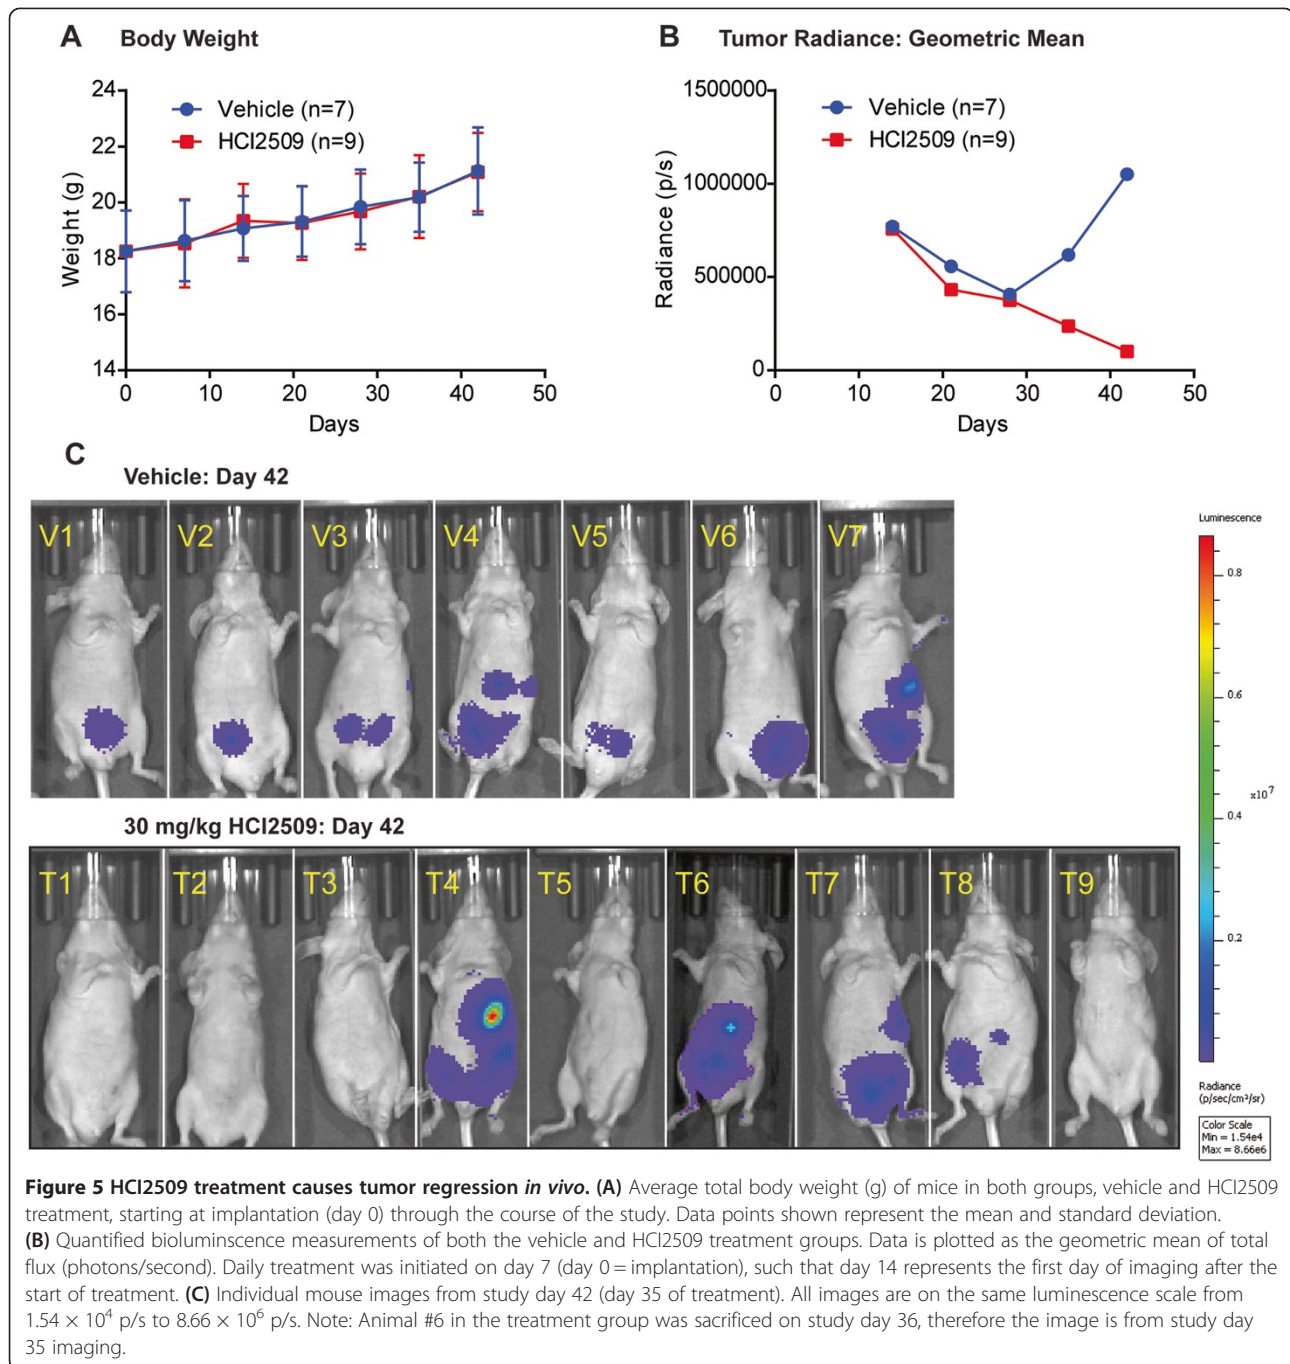 A Body Weight
24
22
20
18
16
14
Weight (g)
Vehicle (n=7)
HCI2509 (n=9)
0 10 20 30 40 50
Days
B Tumor Radiance: Geometric Mean
1500000
1000000
500000
0
Radiance (p/s)
Vehicle (n=7)
HCI2509 (n=9)
0 10 20 30 40 50
Days
C
Vehicle: Day 42
V1 V2 V3 V4 V5 V6 V7
30 mg/kg HCI2509: Day 42
T1 T2 T3 T4 T5 T6 T7 T8 T9
Luminescence
0.8
0.6
0.4
x10⁷
0.2
Radiance
(p/sec/cm²/sr)
Color Scale
Min = 1.54e4
Max = 8.66e6
Figure 5 HCI2509 treatment causes tumor regression in vivo. (A) Average total body weight (g) of mice in both groups, vehicle and HCI2509
treatment, starting at implantation (day 0) through the course of the study. Data points shown represent the mean and standard deviation.
(B) Quantified bioluminscence measurements of both the vehicle and HCI2509 treatment groups. Data is plotted as the geometric mean of total
flux (photons/second). Daily treatment was initiated on day 7 (day 0 = implantation), such that day 14 represents the first day of imaging after the
start of treatment. (C) Individual mouse images from study day 42 (day 35 of treatment). All images are on the same luminescence scale from
1.54 × 10⁴ p/s to 8.66 × 10⁶ p/s. Note: Animal #6 in the treatment group was sacrificed on study day 36, therefore the image is from study day
35 imaging.